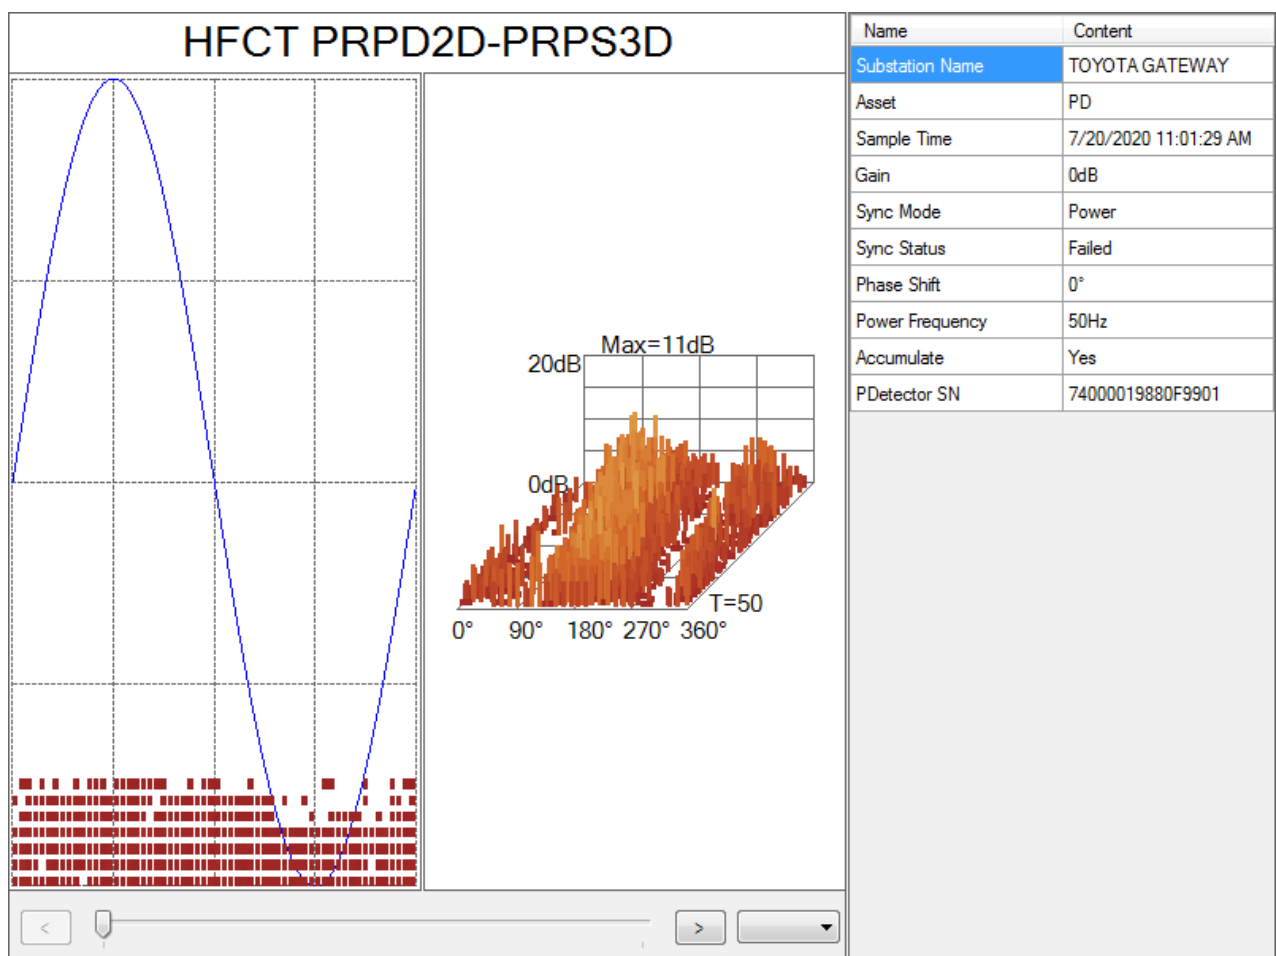 HFCT PRPD2D-PRPS3D
Max=11dB
20dB
0dB
T=50
0° 90° 180° 270° 360°
< >
Name Content
Substation Name TOYOTA GATEWAY
Asset PD
Sample Time 7/20/2020 11:01:29 AM
Gain 0dB
Sync Mode Power
Sync Status Failed
Phase Shift 0°
Power Frequency 50Hz
Accumulate Yes
PDetector SN 74000019880F9901